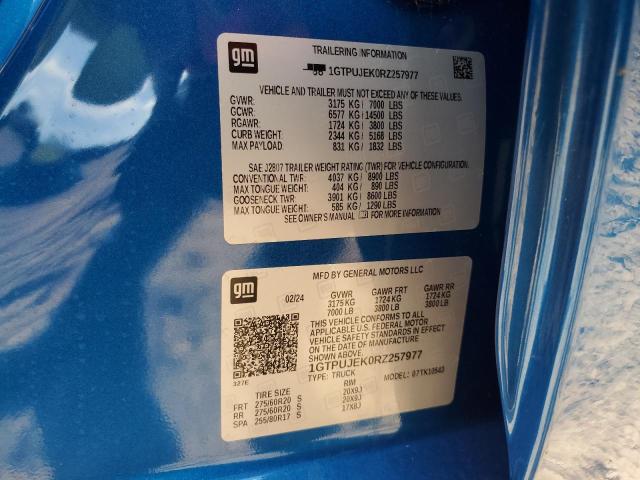 gm
TRAILERING INFORMATION
1GTPUJEK0RZ257977
VEHICLE AND TRAILER MUST NOT EXCEED ANY OF THESE VALUES.
GVWR: 3175 KG / 7000 LBS
GCWR: 6577 KG / 14500 LBS
RGAWR: 1724 KG / 3800 LBS
CURB WEIGHT: 2344 KG / 5168 LBS
MAX PAYLOAD: 831 KG / 1832 LBS
SAE J2807 TRAILER WEIGHT RATING (TWR) FOR VEHICLE CONFIGURATION.
CONVENTIONAL TWR: 4037 KG / 8900 LBS
MAX TONGUE WEIGHT: 404 KG / 890 LBS
GOOSENECK TWR: 3901 KG / 8600 LBS
MAX TONGUE WEIGHT: 585 KG / 1290 LBS
SEE OWNER'S MANUAL FOR MORE INFORMATION
gm
MFD BY GENERAL MOTORS LLC
02/24 GVWR GAWR FRT GAWR RR
3175 KG 1724 KG 1724 KG
7000 LB 3800 LB 3800 LB
THIS VEHICLE CONFORMS TO ALL
APPLICABLE U.S. FEDERAL MOTOR
VEHICLE SAFETY STANDARDS IN EFFECT
ON THE DATE OF MANUFACTURE
SHOWN ABOVE.
1GTPUJEK0RZ257977
327E
TYPE: TRUCK MODEL: 07TK10543
TIRE SIZE RIM
FRT 275/60R20 S 20X9J
RR 275/60R20 S 20X9J
SPA 255/80R17 S 17X8J